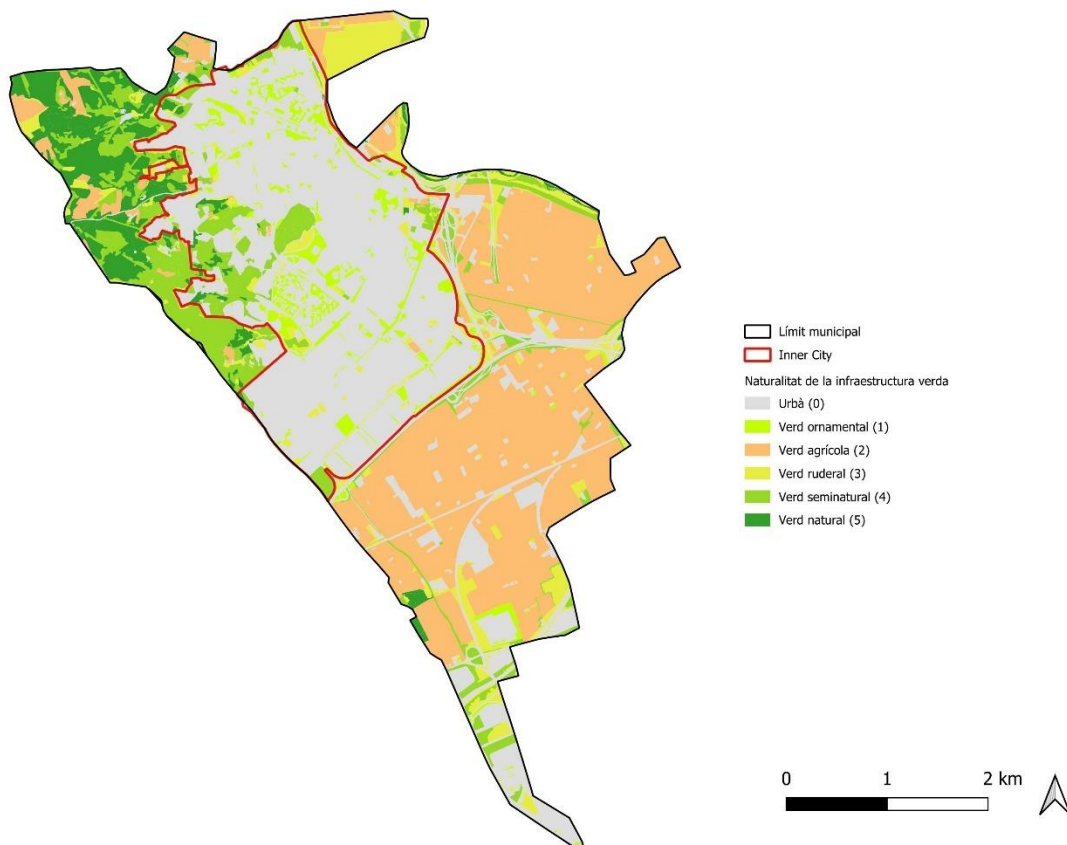 Límit municipal
Inner City
Naturalitat de la infraestructura verda
Urbà (0)
Verd ornamental (1)
Verd agrícola (2)
Verd ruderal (3)
Verd seminatural (4)
Verd natural (5)
0 1 2 km